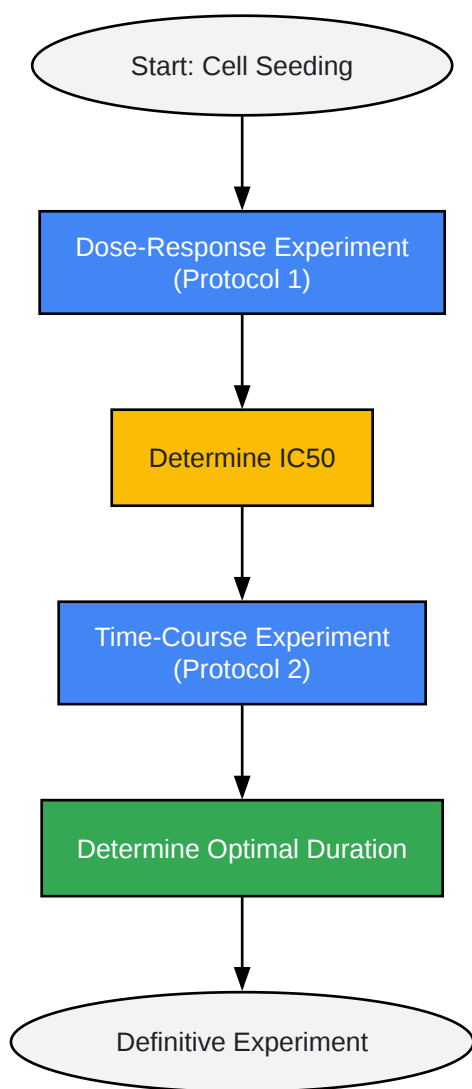 Start: Cell Seeding
Dose-Response Experiment
(Protocol 1)
Determine IC50
Time-Course Experiment
(Protocol 2)
Determine Optimal Duration
Definitive Experiment